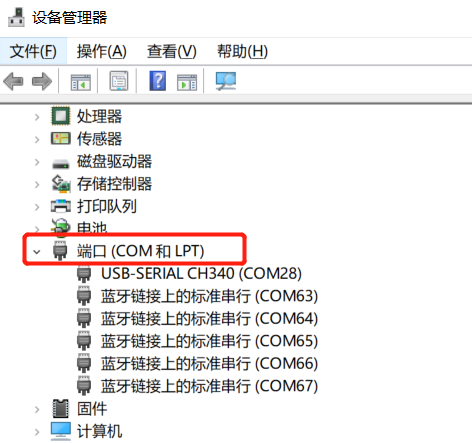 设备管理器
文件(F) 操作(A) 查看(V) 帮助(H)
处理器
传感器
磁盘驱动器
存储控制器
打印队列
电池
端口 (COM 和 LPT)
USB-SERIAL CH340 (COM28)
蓝牙链接上的标准串行 (COM63)
蓝牙链接上的标准串行 (COM64)
蓝牙链接上的标准串行 (COM65)
蓝牙链接上的标准串行 (COM66)
蓝牙链接上的标准串行 (COM67)
固件
计算机